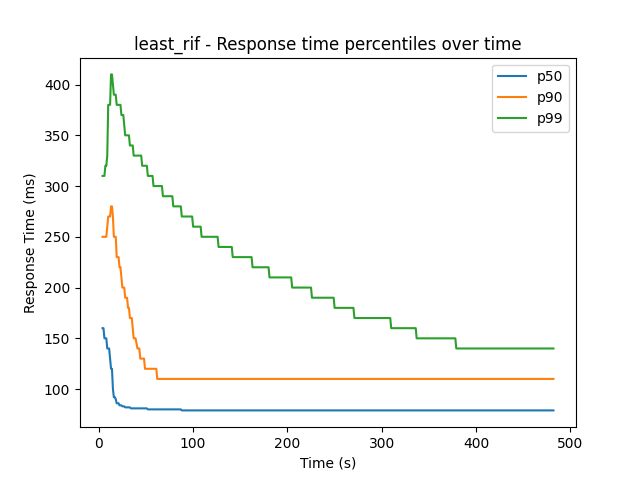 least_rif - Response time percentiles over time
p50
p90
p99
Response Time (ms)
400
350
300
250
200
150
100
0 100 200 300 400 500
Time (s)